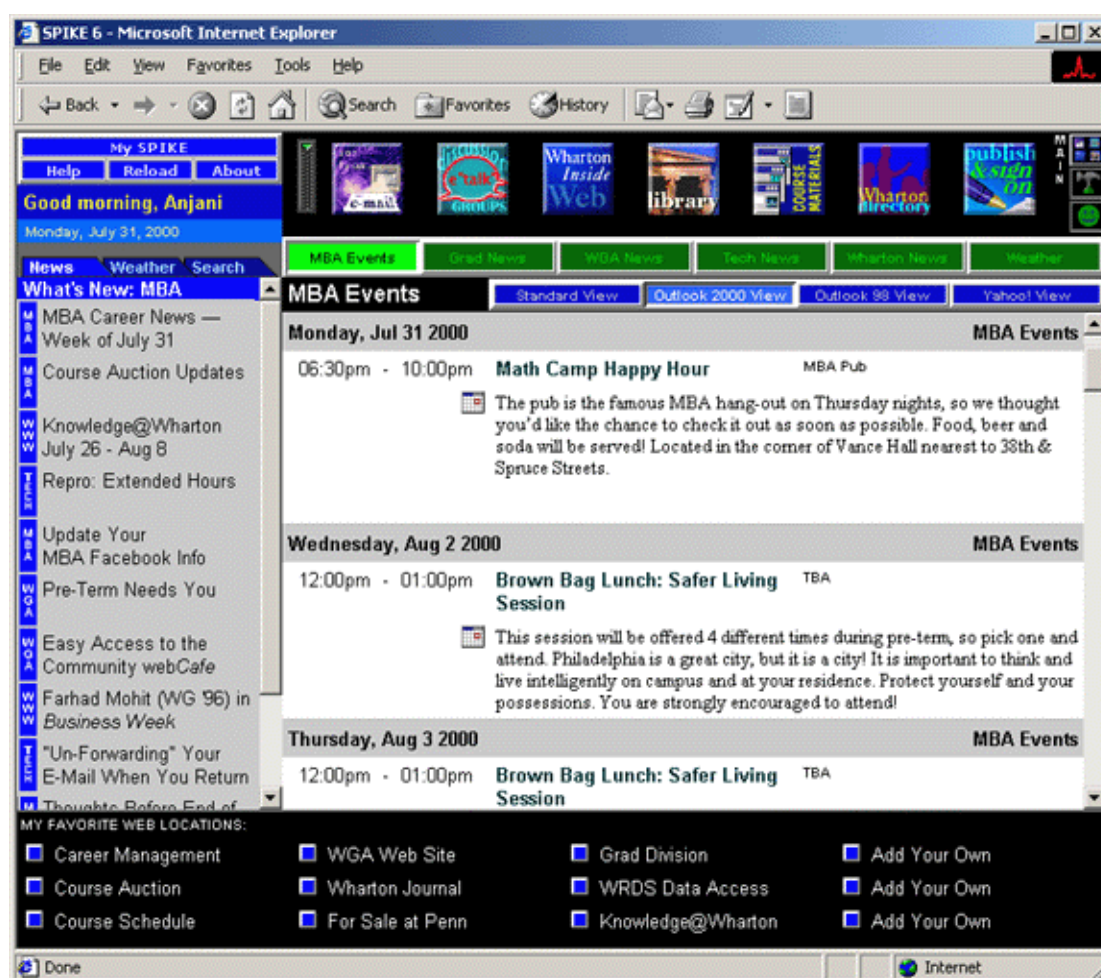 SPIKE 6 - Microsoft Internet Explorer
File Edit View Favorites Tools Help
Back Search Favorites History
My SPIKE
Help Reload About
Good morning, Anjani
Monday, July 31, 2000
News Weather Search
e-mail
discussion "e*talk" GROUPS
Wharton Inside Web
library
COURSE MATERIALS
Wharton directory
publish & sign on
MAIN
MBA Events Grad News WGA News Tech News Wharton News Weather
What's New: MBA
MBA
MBA Career News —
Week of July 31
MBA
Course Auction Updates
WWW
Knowledge@Wharton
July 26 - Aug 8
TECH
Repro: Extended Hours
MBA
Update Your
MBA Facebook Info
WGA
Pre-Term Needs You
WGA
Easy Access to the
Community webCafe
WWW
Farhad Mohit (WG '96) in
Business Week
TECH
"Un-Forwarding" Your
E-Mail When You Return
Thoughts Before End of
MBA Events Standard View Outlook 2000 View Outlook 98 View Yahoo! View
Monday, Jul 31 2000 MBA Events
06:30pm - 10:00pm Math Camp Happy Hour MBA Pub
The pub is the famous MBA hang-out on Thursday nights, so we thought
you'd like the chance to check it out as soon as possible. Food, beer and
soda will be served! Located in the corner of Vance Hall nearest to 38th &
Spruce Streets.
Wednesday, Aug 2 2000 MBA Events
12:00pm - 01:00pm Brown Bag Lunch: Safer Living TBA
Session
This session will be offered 4 different times during pre-term, so pick one and
attend. Philadelphia is a great city, but it is a city! It is important to think and
live intelligently on campus and at your residence. Protect yourself and your
possessions. You are strongly encouraged to attend!
Thursday, Aug 3 2000 MBA Events
12:00pm - 01:00pm Brown Bag Lunch: Safer Living TBA
Session
MY FAVORITE WEB LOCATIONS:
Career Management WGA Web Site Grad Division Add Your Own
Course Auction Wharton Journal WRDS Data Access Add Your Own
Course Schedule For Sale at Penn Knowledge@Wharton Add Your Own
Done Internet